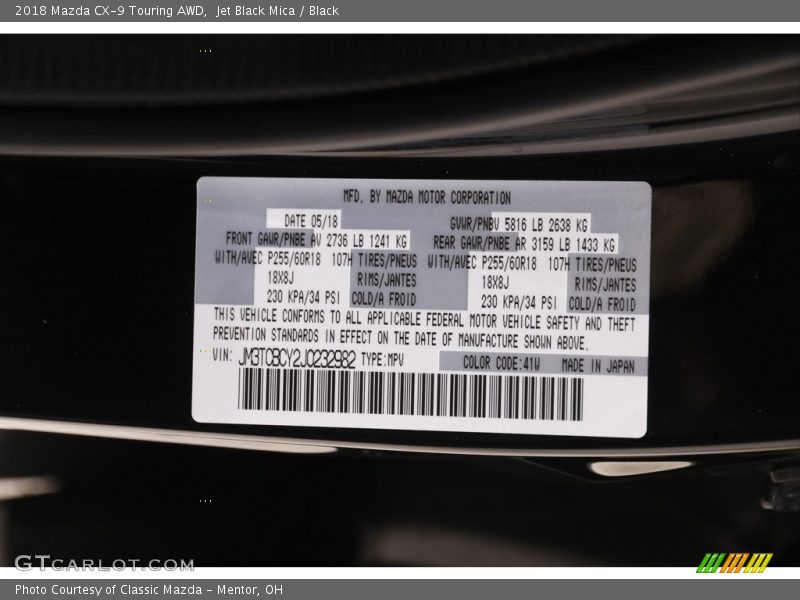 2018 Mazda CX-9 Touring AWD,  Jet Black Mica / Black
MFD. BY MAZDA MOTOR CORPORATION
DATE 05/18
GVWR/PNBV 5816 LB 2638 KG
FRONT GAWR/PNBE AV 2736 LB 1241 KG
REAR GAWR/PNBE AR 3159 LB 1433 KG
WITH/AVEC P255/60R18 107H TIRES/PNEUS
WITH/AVEC P255/60R18 107H TIRES/PNEUS
18X8J RIMS/JANTES
18X8J RIMS/JANTES
230 KPA/34 PSI COLD/A FROID
230 KPA/34 PSI COLD/A FROID
THIS VEHICLE CONFORMS TO ALL APPLICABLE FEDERAL MOTOR VEHICLE SAFETY AND THEFT
PREVENTION STANDARDS IN EFFECT ON THE DATE OF MANUFACTURE SHOWN ABOVE.
VIN: JM3TCBCY2J0232982 TYPE:MPV
COLOR CODE:41W MADE IN JAPAN
GTCARLOT.COM
Photo Courtesy of Classic Mazda - Mentor, OH